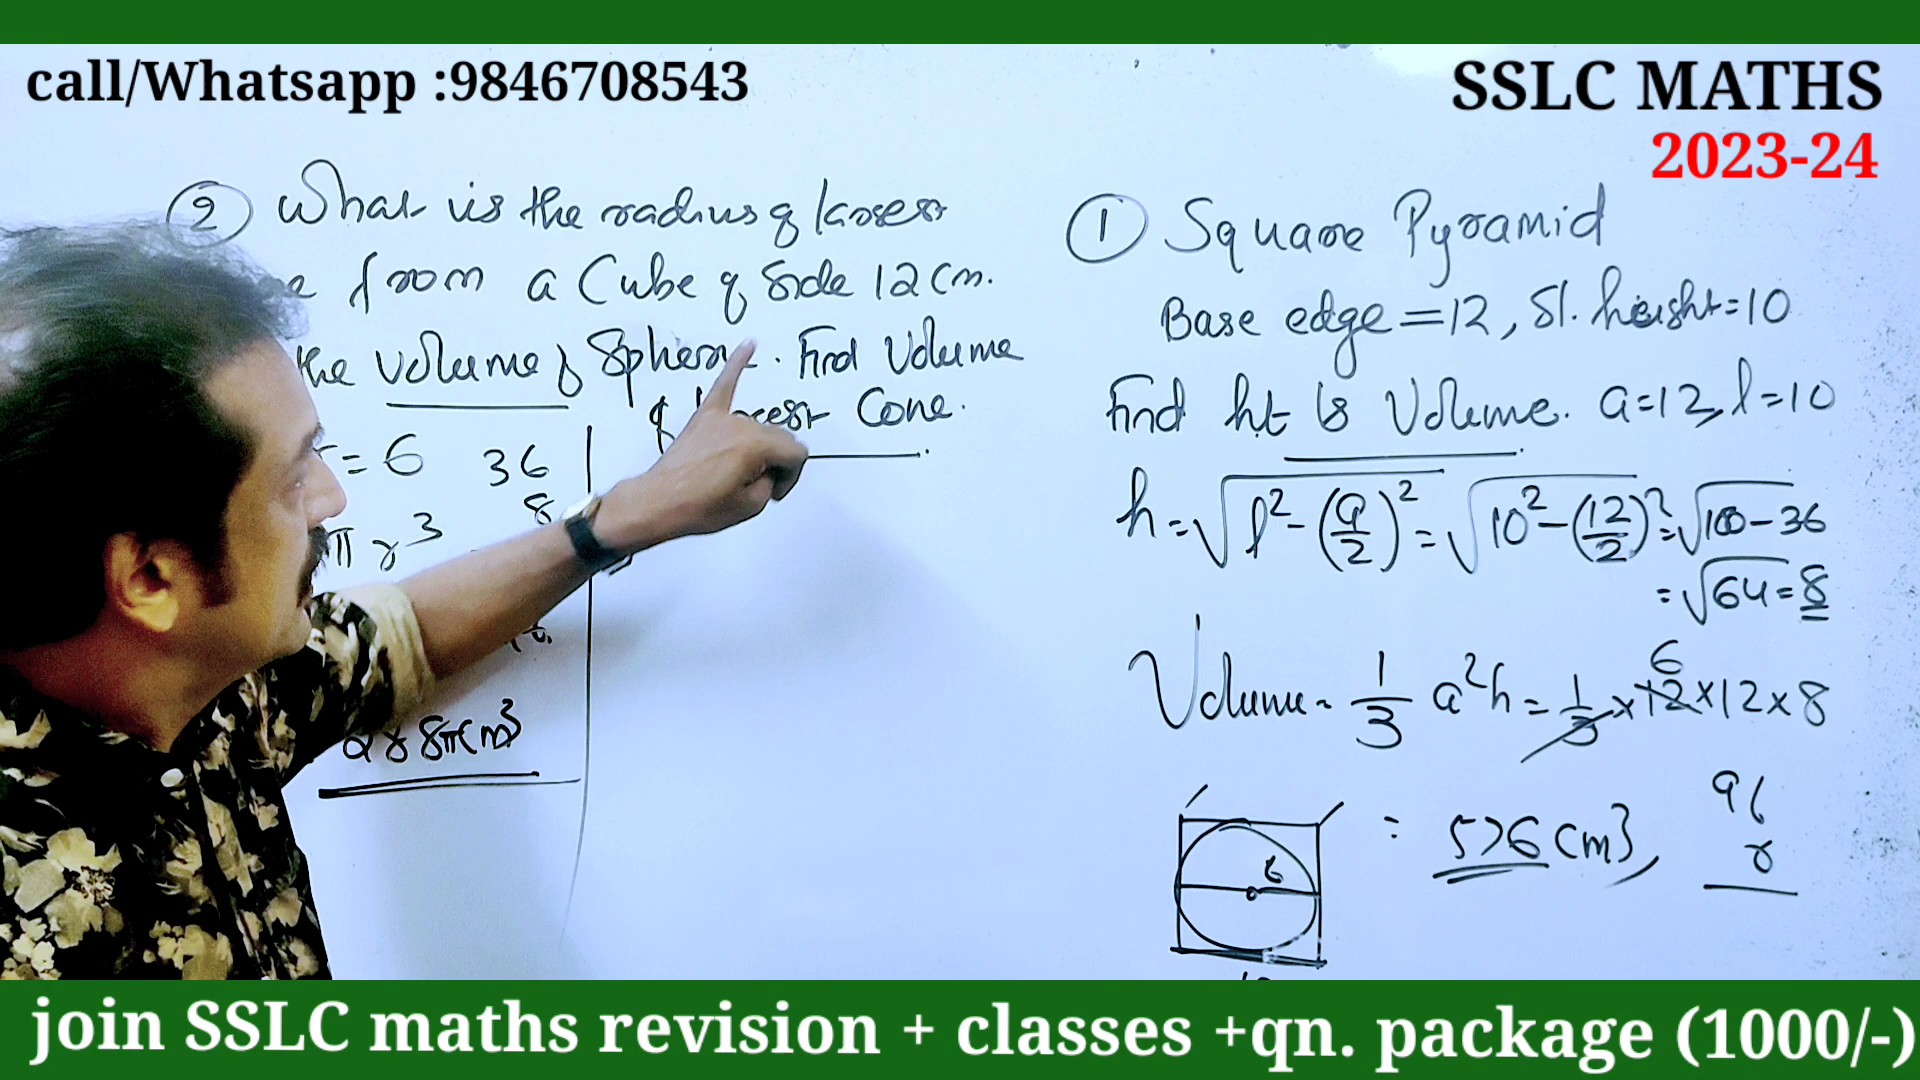 call/Whatsapp :9846708543
SSLC MATHS
2023-24
② What is the radius of largest
from a Cube of side 12 cm.
the volume of Sphere. Find Volume
of largest Cone.
r = 6 36
8
π r³
288π cm³
① Square Pyramid
Base edge = 12, Sl. height = 10
Find ht & Volume. a = 12, l = 10
h = √l² - (a/2)² = √10² - (12/2)² = √100 - 36
= √64 = 8
6
Volume = 1/3 a²h = 1/3 × 12 × 12 × 8
= 576 cm³
6
join SSLC maths revision + classes +qn. package (1000/-)